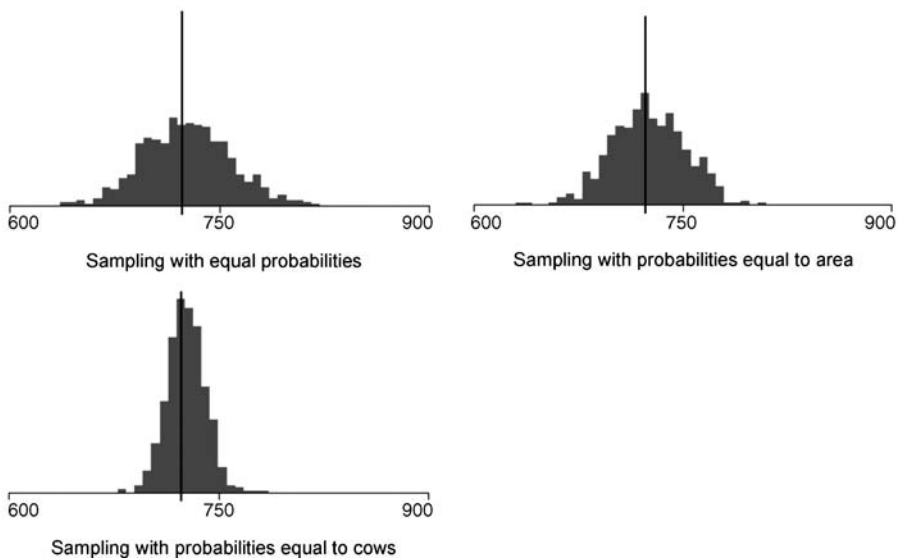 600 750 900
Sampling with equal probabilities
600 750 900
Sampling with probabilities equal to area
600 750 900
Sampling with probabilities equal to cows